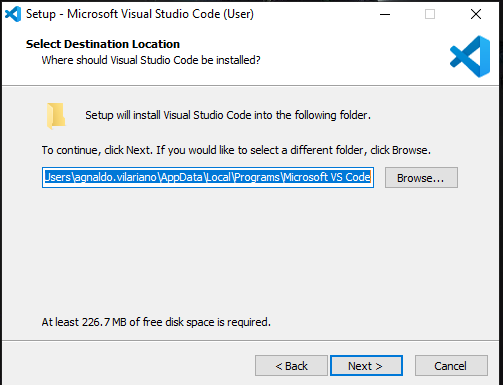 Setup - Microsoft Visual Studio Code (User)
Select Destination Location
Where should Visual Studio Code be installed?
Setup will install Visual Studio Code into the following folder.
To continue, click Next. If you would like to select a different folder, click Browse.
Users\agnaldo.vilariano\AppData\Local\Programs\Microsoft VS Code
Browse...
At least 226.7 MB of free disk space is required.
< Back
Next >
Cancel